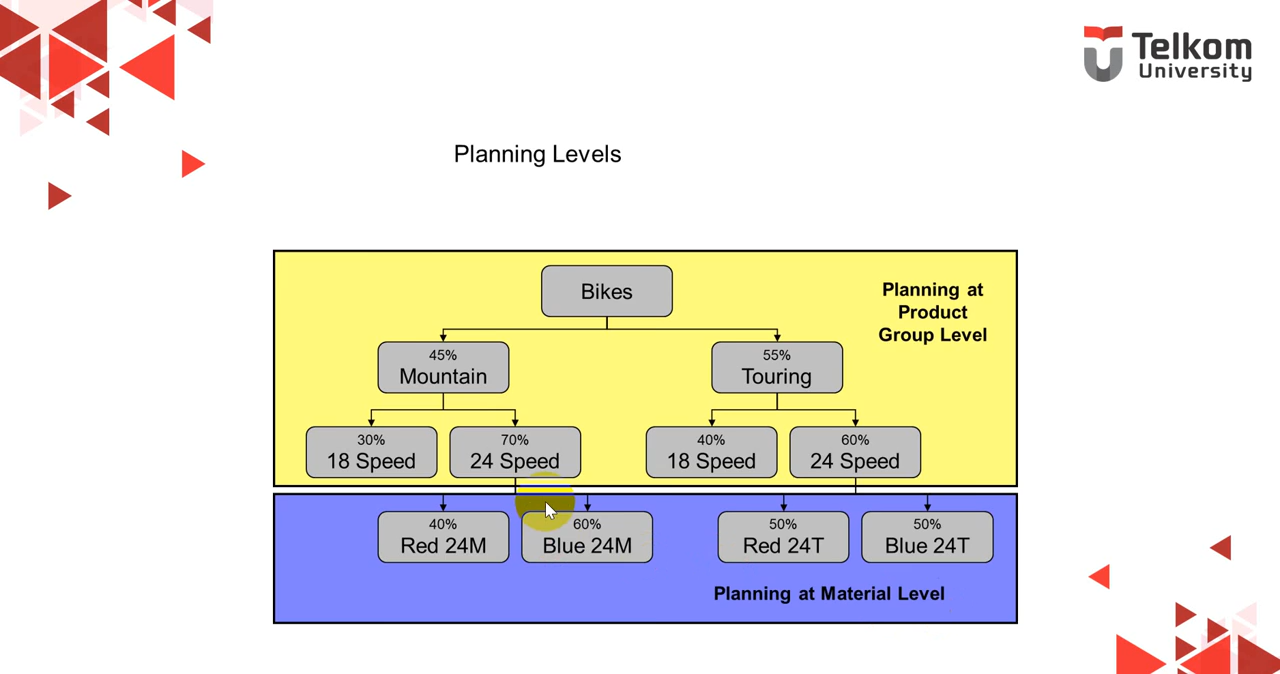 Telkom
University
Planning Levels
Bikes
Planning at
Product
Group Level
45%
Mountain
55%
Touring
30%
18 Speed
70%
24 Speed
40%
18 Speed
60%
24 Speed
40%
Red 24M
60%
Blue 24M
50%
Red 24T
50%
Blue 24T
Planning at Material Level